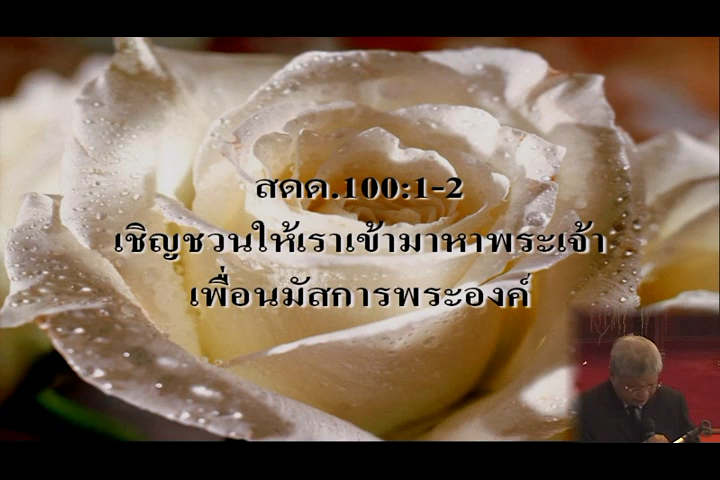 สดด.100:1-2
เชิญชวนให้เราเข้ามาหาพระเจ้า
เพื่อนมัสการพระองค์